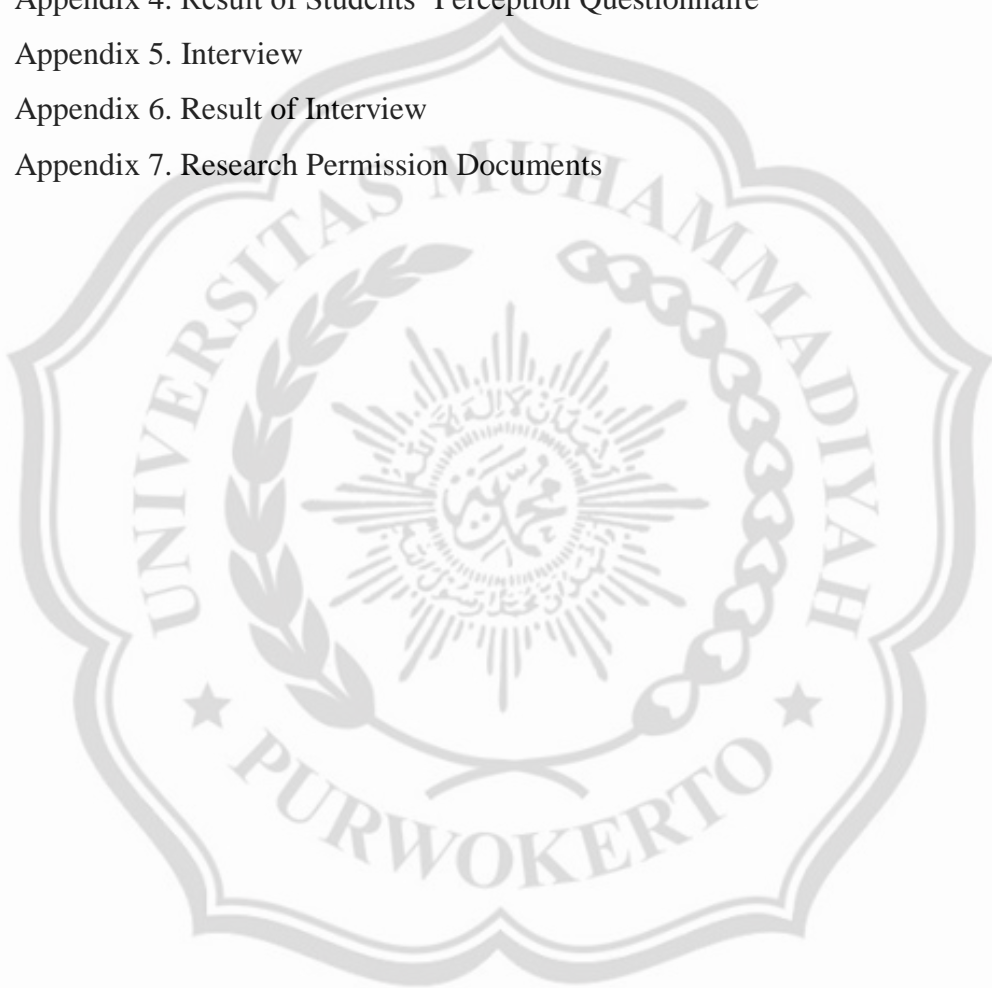 Appendix 4. Result of Students' Perception Questionnaire
Appendix 5. Interview
Appendix 6. Result of Interview
Appendix 7. Research Permission Documents
UNIVERSITAS MUHAMMADIYAH
PURWOKERTO